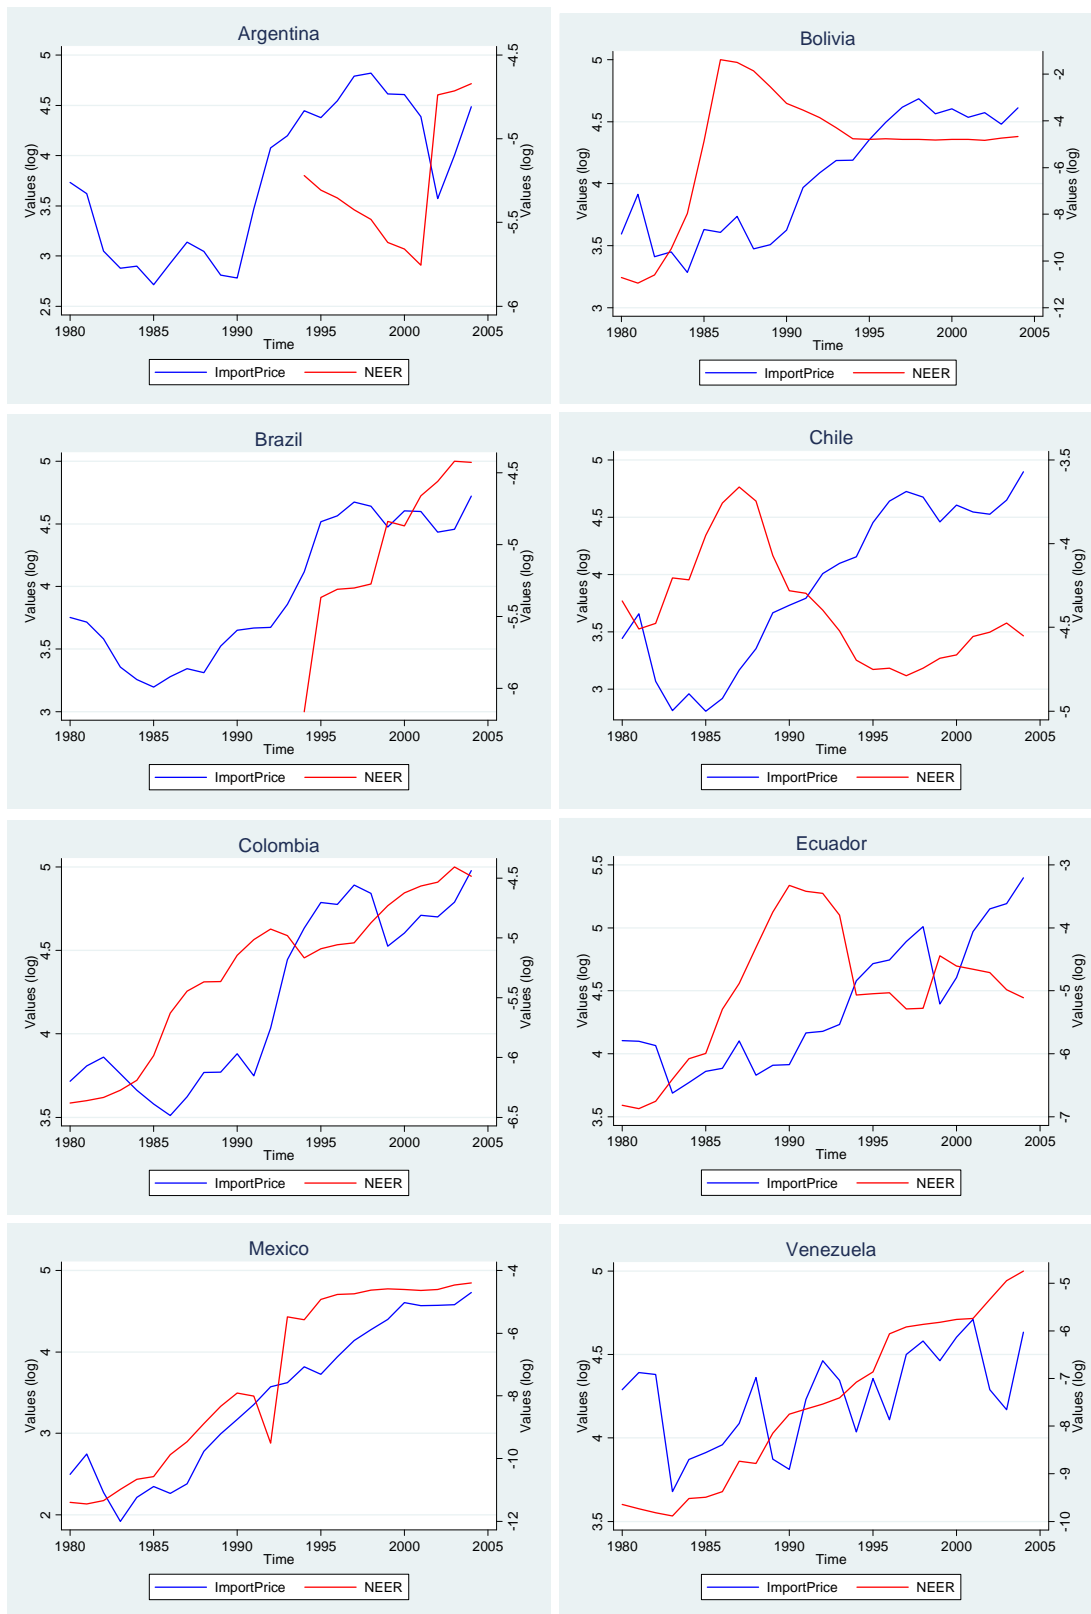 Argentina
Values (log)
2.5 3 3.5 4 4.5 5
-6 -5.5 -5 -4.5
Values (log)
1980 1985 1990 1995 2000 2005
Time
ImportPrice NEER
Bolivia
Values (log)
3 3.5 4 4.5 5
-12 -10 -8 -6 -4 -2
Values (log)
1980 1985 1990 1995 2000 2005
Time
ImportPrice NEER
Brazil
Values (log)
3 3.5 4 4.5 5
-6 -5.5 -5 -4.5
Values (log)
1980 1985 1990 1995 2000 2005
Time
ImportPrice NEER
Chile
Values (log)
3 3.5 4 4.5 5
-5 -4.5 -4 -3.5
Values (log)
1980 1985 1990 1995 2000 2005
Time
ImportPrice NEER
Colombia
Values (log)
3.5 4 4.5 5
-6.5 -6 -5.5 -5 -4.5
Values (log)
1980 1985 1990 1995 2000 2005
Time
ImportPrice NEER
Ecuador
Values (log)
3.5 4 4.5 5 5.5
-7 -6 -5 -4 -3
Values (log)
1980 1985 1990 1995 2000 2005
Time
ImportPrice NEER
Mexico
Values (log)
2 3 4 5
-12 -10 -8 -6 -4
Values (log)
1980 1985 1990 1995 2000 2005
Time
ImportPrice NEER
Venezuela
Values (log)
3.5 4 4.5 5
-10 -9 -8 -7 -6 -5
Values (log)
1980 1985 1990 1995 2000 2005
Time
ImportPrice NEER